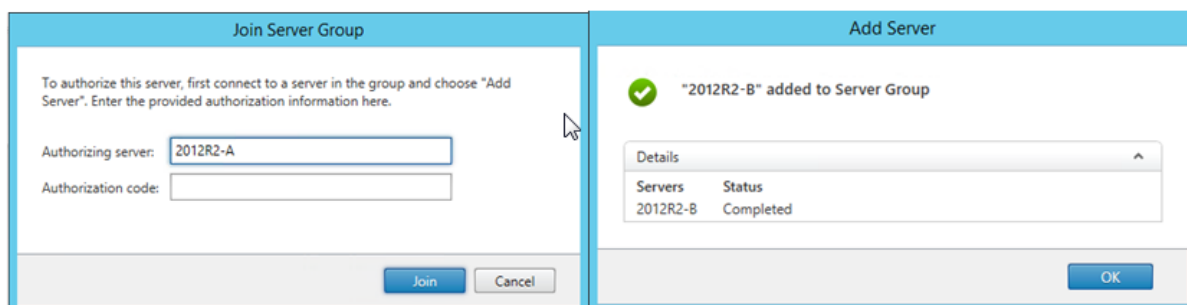 Join Server Group
To authorize this server, first connect to a server in the group and choose "Add
Server". Enter the provided authorization information here.
Authorizing server: 2012R2-A
Authorization code:
Join Cancel
Add Server
"2012R2-B" added to Server Group
Details
Servers Status
2012R2-B Completed
OK